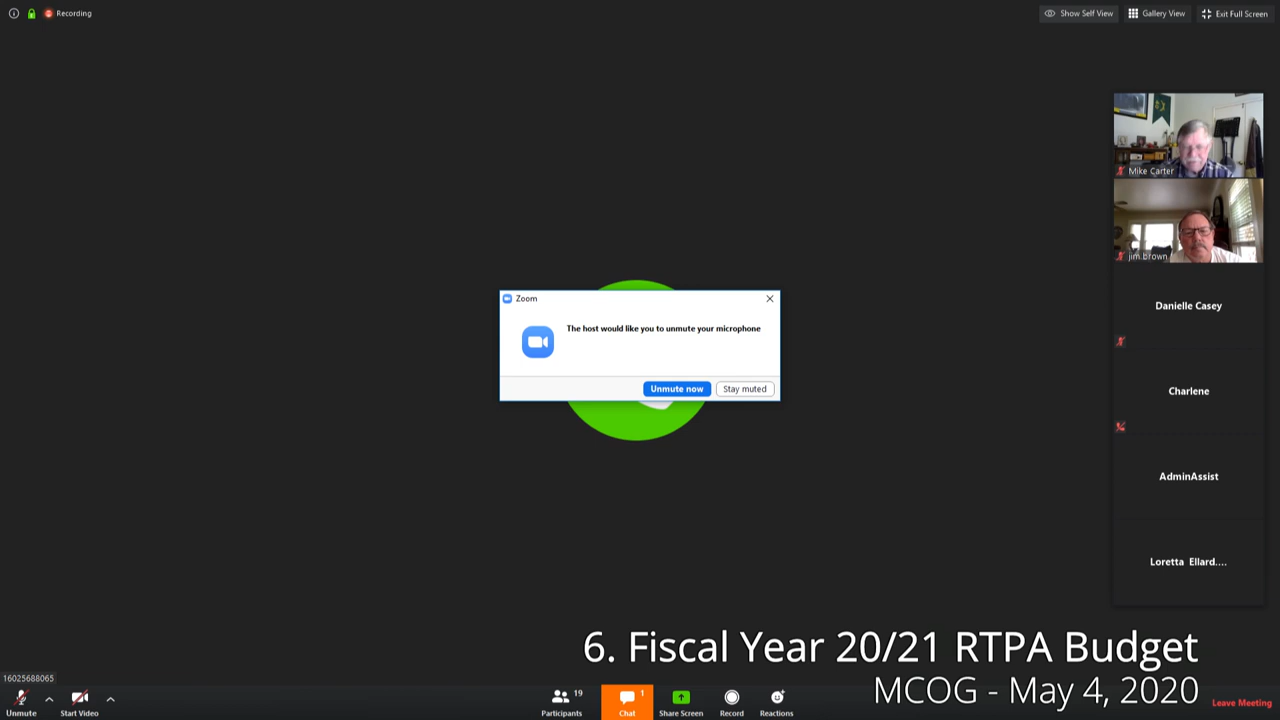 Recording
Show Self View
Gallery View
Exit Full Screen
Mike Carter
jim.brown
Danielle Casey
Charlene
AdminAssist
Loretta Ellard....
Zoom
The host would like you to unmute your microphone
Unmute now
Stay muted
6. Fiscal Year 20/21 RTPA Budget
MCOG - May 4, 2020
16025688065
Unmute
Start Video
Participants
19
Chat
1
Share Screen
Record
Reactions
Leave Meeting